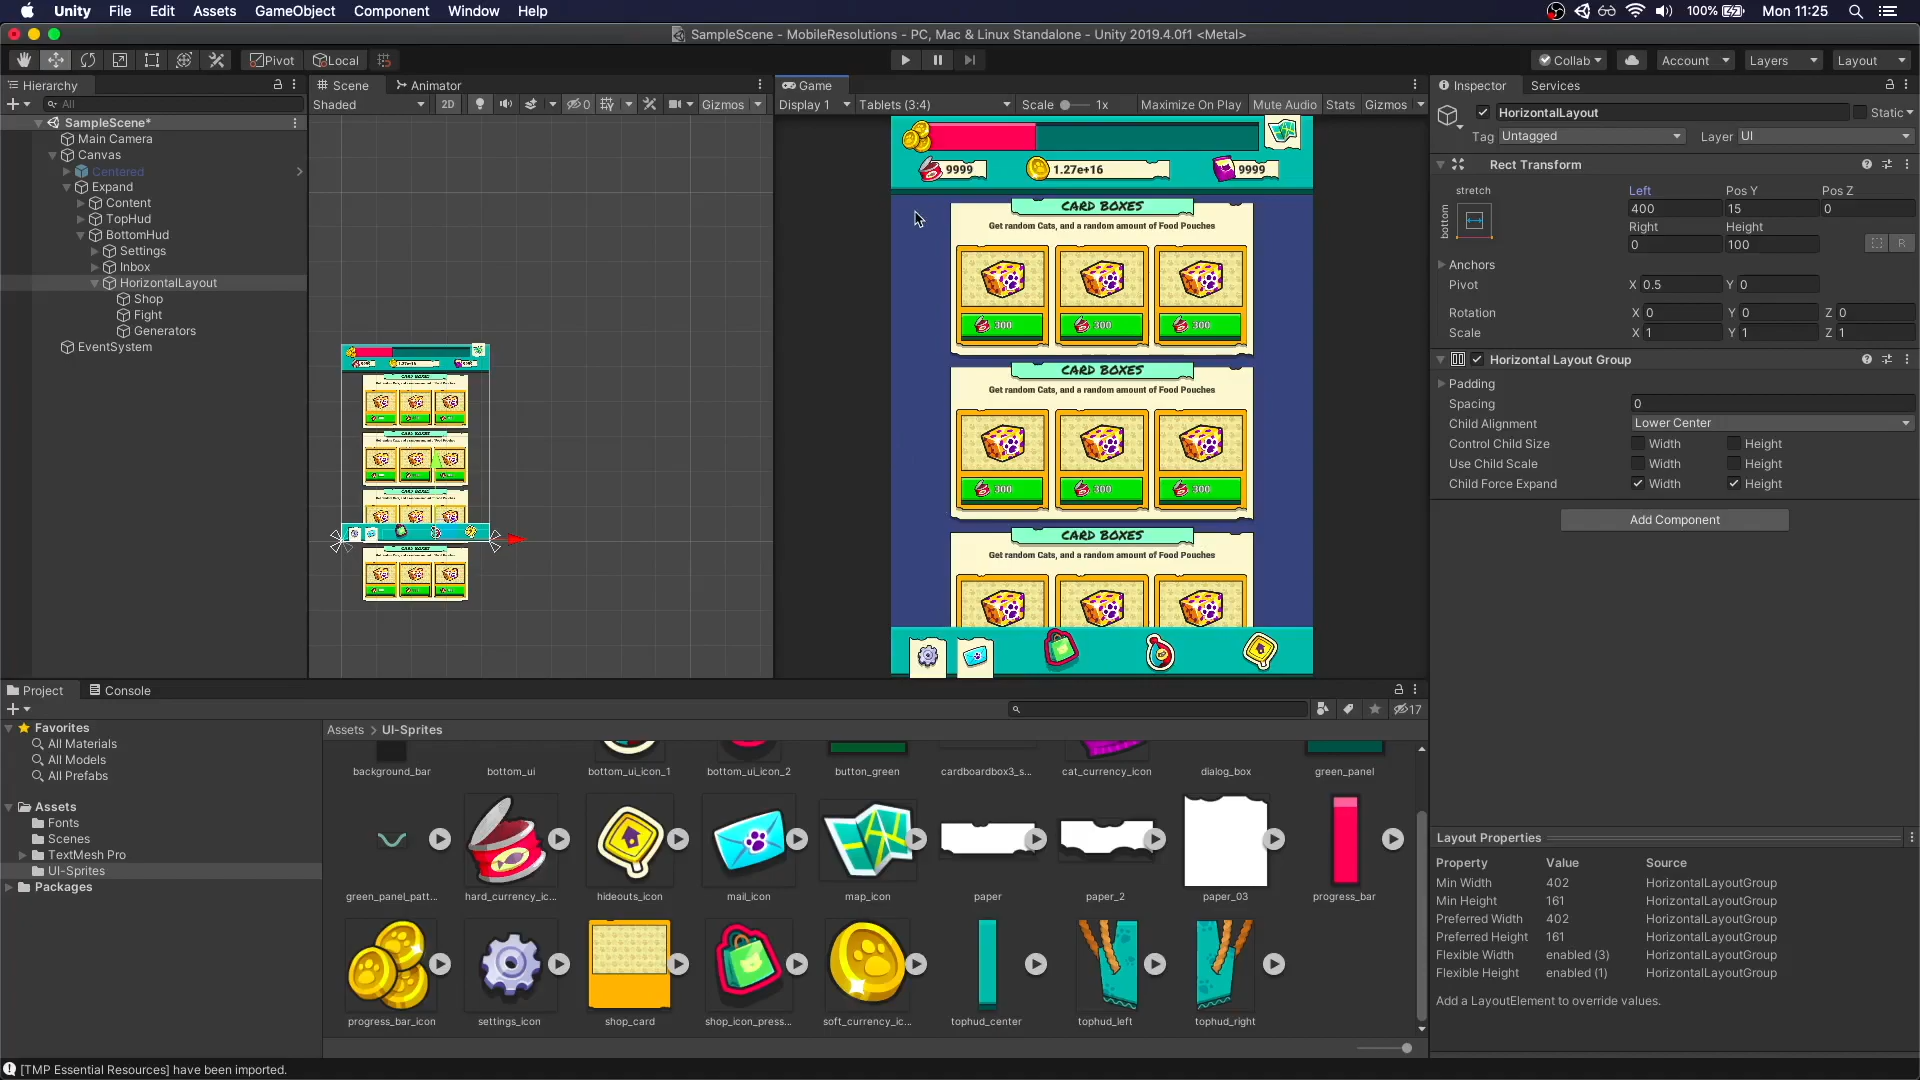 Unity File Edit Assets GameObject Component Window Help 100% Mon 11:25
SampleScene - MobileResolutions - PC, Mac & Linux Standalone - Unity 2019.4.0f1 <Metal>
Pivot Local Collab Account Layers Layout
Hierarchy
All
SampleScene*
Main Camera
Canvas
Centered
Expand
Content
TopHud
BottomHud
Settings
Inbox
HorizontalLayout
Shop
Fight
Generators
EventSystem
Scene Animator
Shaded 2D 0 Gizmos
Game
Display 1 Tablets (3:4) Scale 1x Maximize On Play Mute Audio Stats Gizmos
9999 1.27e+16 9999
CARD BOXES
Get random Cats, and a random amount of Food Pouches
300 300 300
CARD BOXES
Get random Cats, and a random amount of Food Pouches
300 300 300
CARD BOXES
Get random Cats, and a random amount of Food Pouches
Inspector Services
HorizontalLayout Static
Tag Untagged Layer UI
Rect Transform
stretch Left Pos Y Pos Z
bottom 400 15 0
Right Height
0 100 R
Anchors
Pivot X 0.5 Y 0
Rotation X 0 Y 0 Z 0
Scale X 1 Y 1 Z 1
Horizontal Layout Group
Padding
Spacing 0
Child Alignment Lower Center
Control Child Size Width Height
Use Child Scale Width Height
Child Force Expand Width Height
Add Component
Layout Properties
Property Value Source
Min Width 402 HorizontalLayoutGroup
Min Height 161 HorizontalLayoutGroup
Preferred Width 402 HorizontalLayoutGroup
Preferred Height 161 HorizontalLayoutGroup
Flexible Width enabled (3) HorizontalLayoutGroup
Flexible Height enabled (1) HorizontalLayoutGroup
Add a LayoutElement to override values.
Project Console
17
Favorites
All Materials
All Models
All Prefabs
Assets
Fonts
Scenes
TextMesh Pro
UI-Sprites
Packages
Assets > UI-Sprites
background_bar bottom_ui bottom_ui_icon_1 bottom_ui_icon_2 button_green cardboardbox3_s... cat_currency_icon dialog_box green_panel
green_panel_patt... hard_currency_ic... hideouts_icon mail_icon map_icon paper paper_2 paper_03 progress_bar
progress_bar_icon settings_icon shop_card shop_icon_press... soft_currency_ic... tophud_center tophud_left tophud_right
[TMP Essential Resources] have been imported.